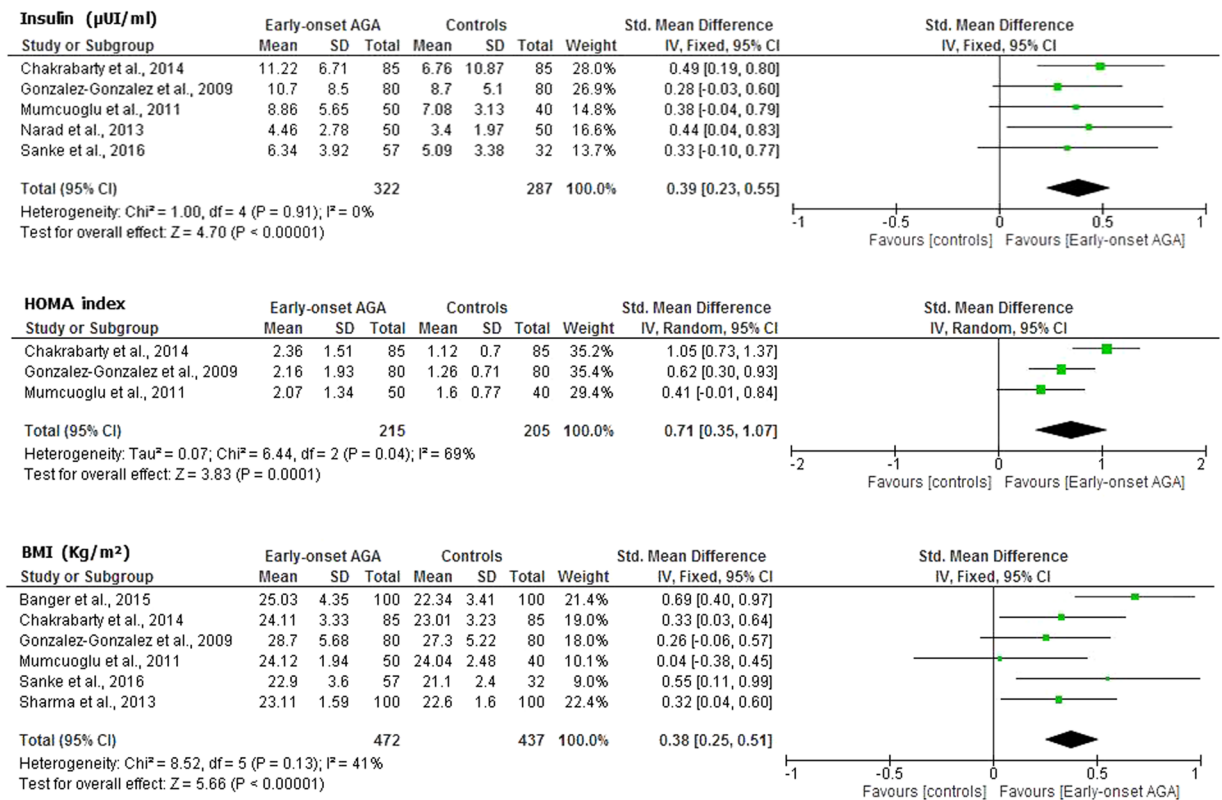 Insulin (µUI/ml)
Early-onset AGA Controls Std. Mean Difference Std. Mean Difference
Study or Subgroup Mean SD Total Mean SD Total Weight IV, Fixed, 95% CI IV, Fixed, 95% CI
Chakrabarty et al., 2014 11.22 6.71 85 6.76 10.87 85 28.0% 0.49 [0.19, 0.80]
Gonzalez-Gonzalez et al., 2009 10.7 8.5 80 8.7 5.1 80 26.9% 0.28 [-0.03, 0.60]
Mumcuoglu et al., 2011 8.86 5.65 50 7.08 3.13 40 14.8% 0.38 [-0.04, 0.79]
Narad et al., 2013 4.46 2.78 50 3.4 1.97 50 16.6% 0.44 [0.04, 0.83]
Sanke et al., 2016 6.34 3.92 57 5.09 3.38 32 13.7% 0.33 [-0.10, 0.77]
Total (95% CI) 322 287 100.0% 0.39 [0.23, 0.55]
Heterogeneity: Chi² = 1.00, df = 4 (P = 0.91); I² = 0%
Test for overall effect: Z = 4.70 (P < 0.00001)
-1 -0.5 0 0.5 1
Favours [controls] Favours [Early-onset AGA]
HOMA index
Early-onset AGA Controls Std. Mean Difference Std. Mean Difference
Study or Subgroup Mean SD Total Mean SD Total Weight IV, Random, 95% CI IV, Random, 95% CI
Chakrabarty et al., 2014 2.36 1.51 85 1.12 0.7 85 35.2% 1.05 [0.73, 1.37]
Gonzalez-Gonzalez et al., 2009 2.16 1.93 80 1.26 0.71 80 35.4% 0.62 [0.30, 0.93]
Mumcuoglu et al., 2011 2.07 1.34 50 1.6 0.77 40 29.4% 0.41 [-0.01, 0.84]
Total (95% CI) 215 205 100.0% 0.71 [0.35, 1.07]
Heterogeneity: Tau² = 0.07; Chi² = 6.44, df = 2 (P = 0.04); I² = 69%
Test for overall effect: Z = 3.83 (P = 0.0001)
-2 -1 0 1 2
Favours [controls] Favours [Early-onset AGA]
BMI (Kg/m²)
Early-onset AGA Controls Std. Mean Difference Std. Mean Difference
Study or Subgroup Mean SD Total Mean SD Total Weight IV, Fixed, 95% CI IV, Fixed, 95% CI
Banger et al., 2015 25.03 4.35 100 22.34 3.41 100 21.4% 0.69 [0.40, 0.97]
Chakrabarty et al., 2014 24.11 3.33 85 23.01 3.23 85 19.0% 0.33 [0.03, 0.64]
Gonzalez-Gonzalez et al., 2009 28.7 5.68 80 27.3 5.22 80 18.0% 0.26 [-0.06, 0.57]
Mumcuoglu et al., 2011 24.12 1.94 50 24.04 2.48 40 10.1% 0.04 [-0.38, 0.45]
Sanke et al., 2016 22.9 3.6 57 21.1 2.4 32 9.0% 0.55 [0.11, 0.99]
Sharma et al., 2013 23.11 1.59 100 22.6 1.6 100 22.4% 0.32 [0.04, 0.60]
Total (95% CI) 472 437 100.0% 0.38 [0.25, 0.51]
Heterogeneity: Chi² = 8.52, df = 5 (P = 0.13); I² = 41%
Test for overall effect: Z = 5.66 (P < 0.00001)
-1 -0.5 0 0.5 1
Favours [controls] Favours [Early-onset AGA]